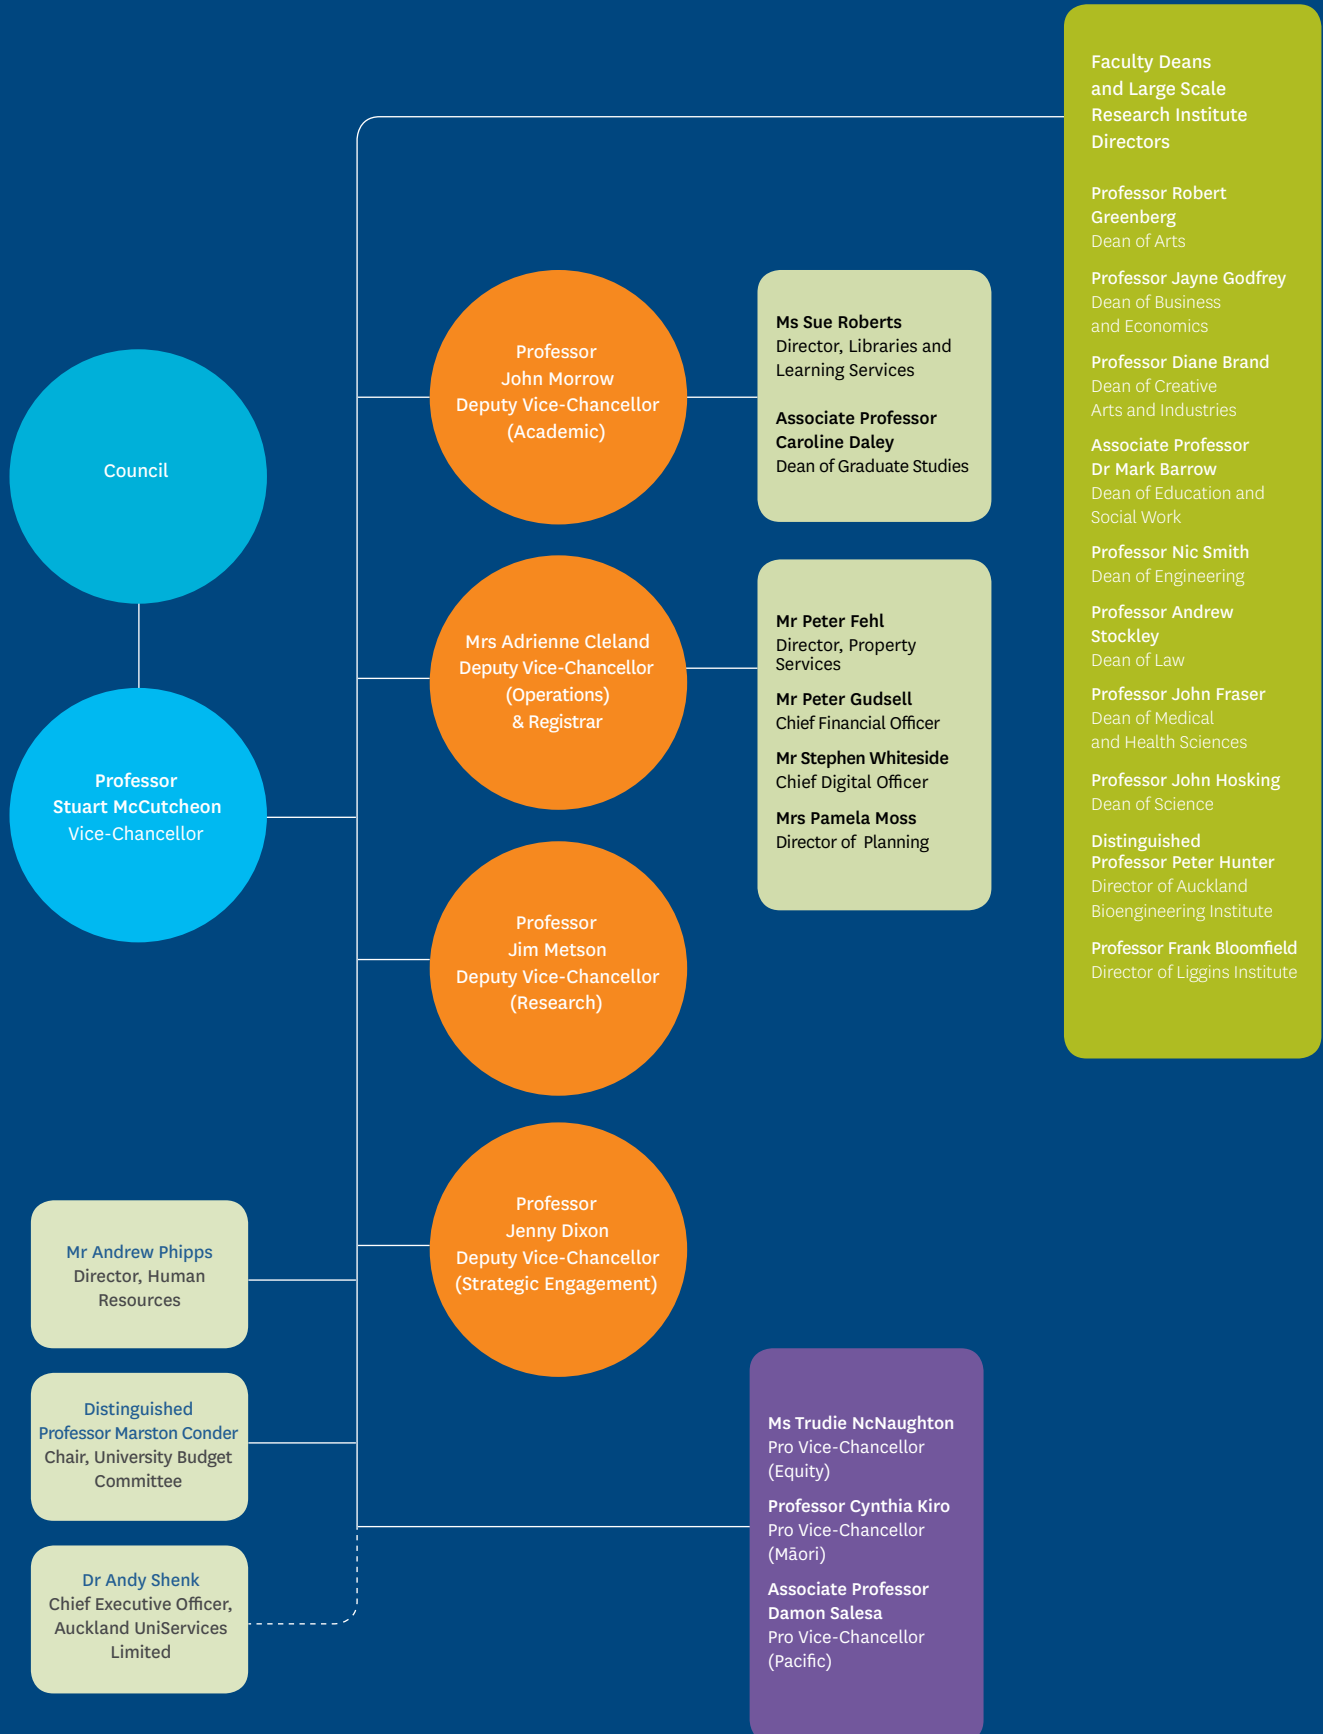 Council
Professor
Stuart McCutcheon
Vice-Chancellor
Mr Andrew Phipps
Director, Human
Resources
Distinguished
Professor Marston Conder
Chair, University Budget
Committee
Dr Andy Shenk
Chief Executive Officer,
Auckland UniServices
Limited
Professor
John Morrow
Deputy Vice-Chancellor
(Academic)
Mrs Adrienne Cleland
Deputy Vice-Chancellor
(Operations)
& Registrar
Professor
Jim Metson
Deputy Vice-Chancellor
(Research)
Professor
Jenny Dixon
Deputy Vice-Chancellor
(Strategic Engagement)
Ms Sue Roberts
Director, Libraries and
Learning Services
Associate Professor
Caroline Daley
Dean of Graduate Studies
Mr Peter Fehl
Director, Property
Services
Mr Peter Gudsell
Chief Financial Officer
Mr Stephen Whiteside
Chief Digital Officer
Mrs Pamela Moss
Director of Planning
Ms Trudie NcNaughton
Pro Vice-Chancellor
(Equity)
Professor Cynthia Kiro
Pro Vice-Chancellor
(Māori)
Associate Professor
Damon Salesa
Pro Vice-Chancellor
(Pacific)
Faculty Deans
and Large Scale
Research Institute
Directors
Professor Robert
Greenberg
Dean of Arts
Professor Jayne Godfrey
Dean of Business
and Economics
Professor Diane Brand
Dean of Creative
Arts and Industries
Associate Professor
Dr Mark Barrow
Dean of Education and
Social Work
Professor Nic Smith
Dean of Engineering
Professor Andrew
Stockley
Dean of Law
Professor John Fraser
Dean of Medical
and Health Sciences
Professor John Hosking
Dean of Science
Distinguished
Professor Peter Hunter
Director of Auckland
Bioengineering Institute
Professor Frank Bloomfield
Director of Liggins Institute